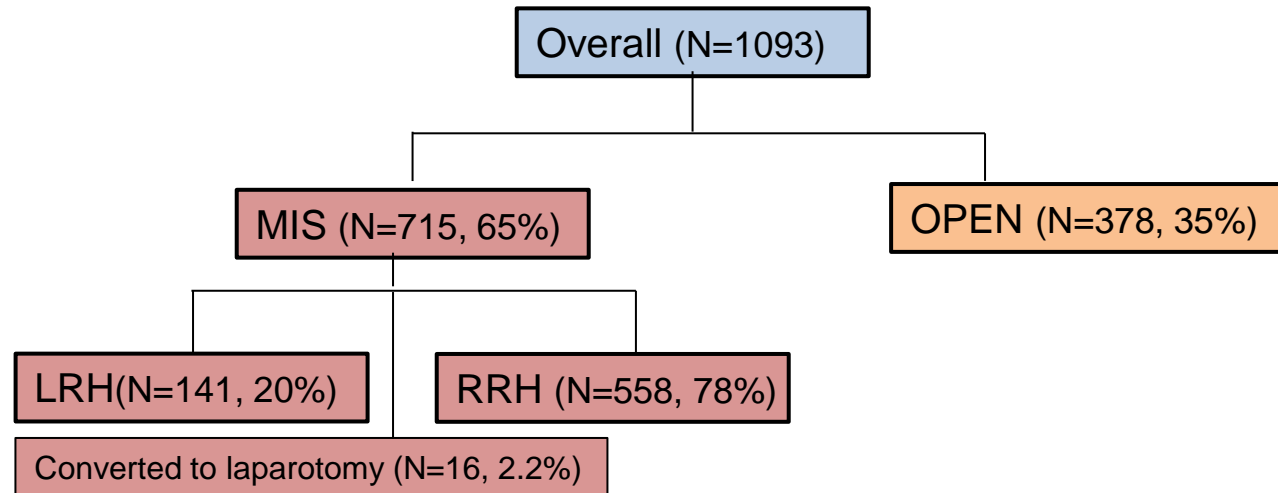 Overall (N=1093)
MIS (N=715, 65%)
OPEN (N=378, 35%)
LRH(N=141, 20%)
RRH (N=558, 78%)
Converted to laparotomy (N=16, 2.2%)